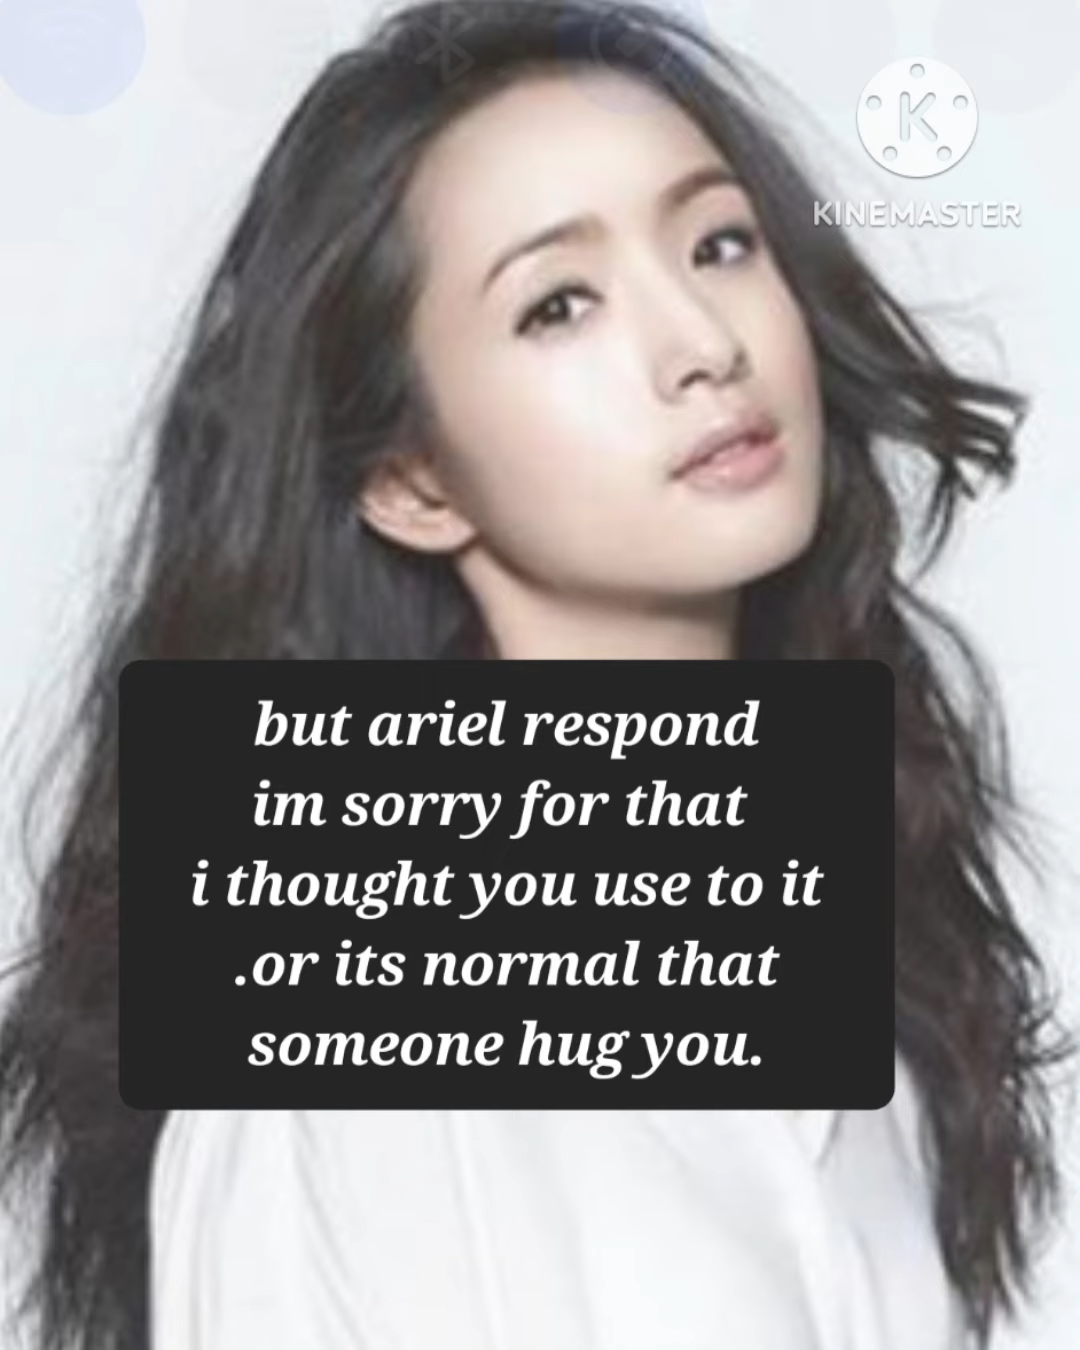 K
KINEMASTER
but ariel respond
im sorry for that
i thought you use to it
.or its normal that
someone hug you.